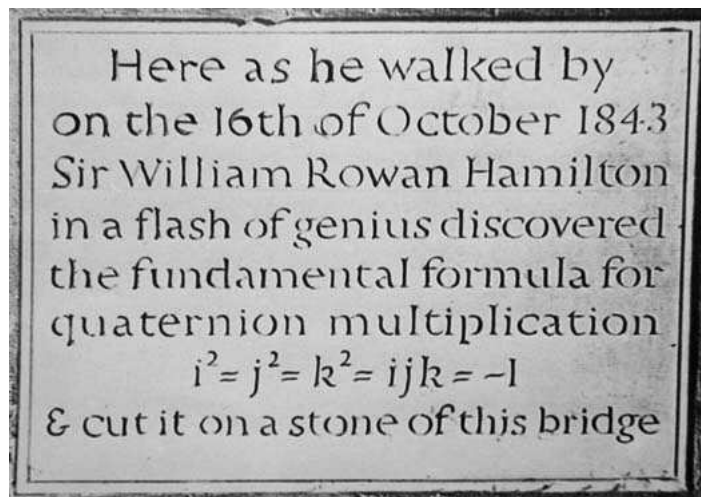 Here as he walked by
on the 16th of October 1843
Sir William Rowan Hamilton
in a flash of genius discovered
the fundamental formula for
quaternion multiplication
i² = j² = k² = ijk = −1
& cut it on a stone of this bridge